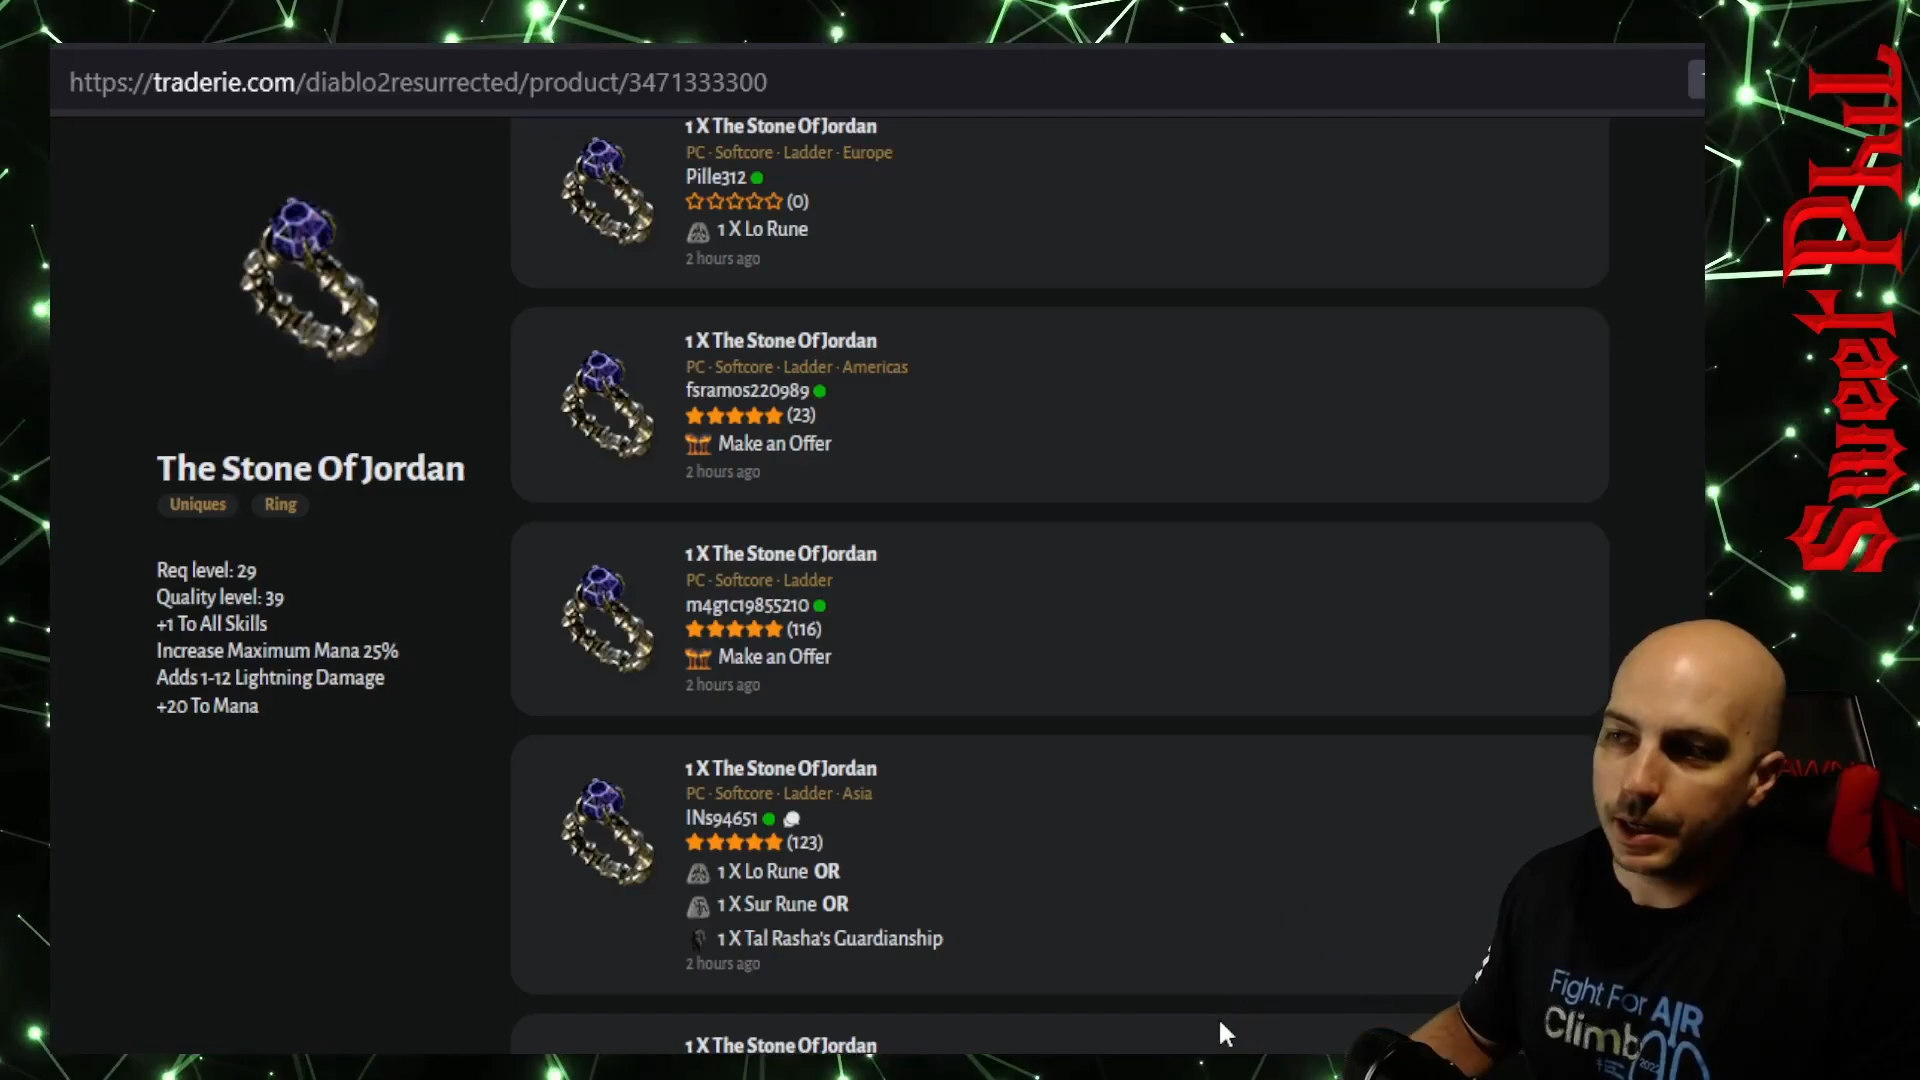 https://traderie.com/diablo2resurrected/product/3471333300
The Stone Of Jordan
Uniques
Ring
Req level: 29
Quality level: 39
+1 To All Skills
Increase Maximum Mana 25%
Adds 1-12 Lightning Damage
+20 To Mana
1 X The Stone Of Jordan
PC · Softcore · Ladder · Europe
Pille312
(0)
1 X Lo Rune
2 hours ago
1 X The Stone Of Jordan
PC · Softcore · Ladder · Americas
fsramos220989
(23)
Make an Offer
2 hours ago
1 X The Stone Of Jordan
PC · Softcore · Ladder
m4g1c19855210
(116)
Make an Offer
2 hours ago
1 X The Stone Of Jordan
PC · Softcore · Ladder · Asia
INs94651
(123)
1 X Lo Rune OR
1 X Sur Rune OR
1 X Tal Rasha's Guardianship
2 hours ago
1 X The Stone Of Jordan
Sweet Phil
Fight For AIR
Climb